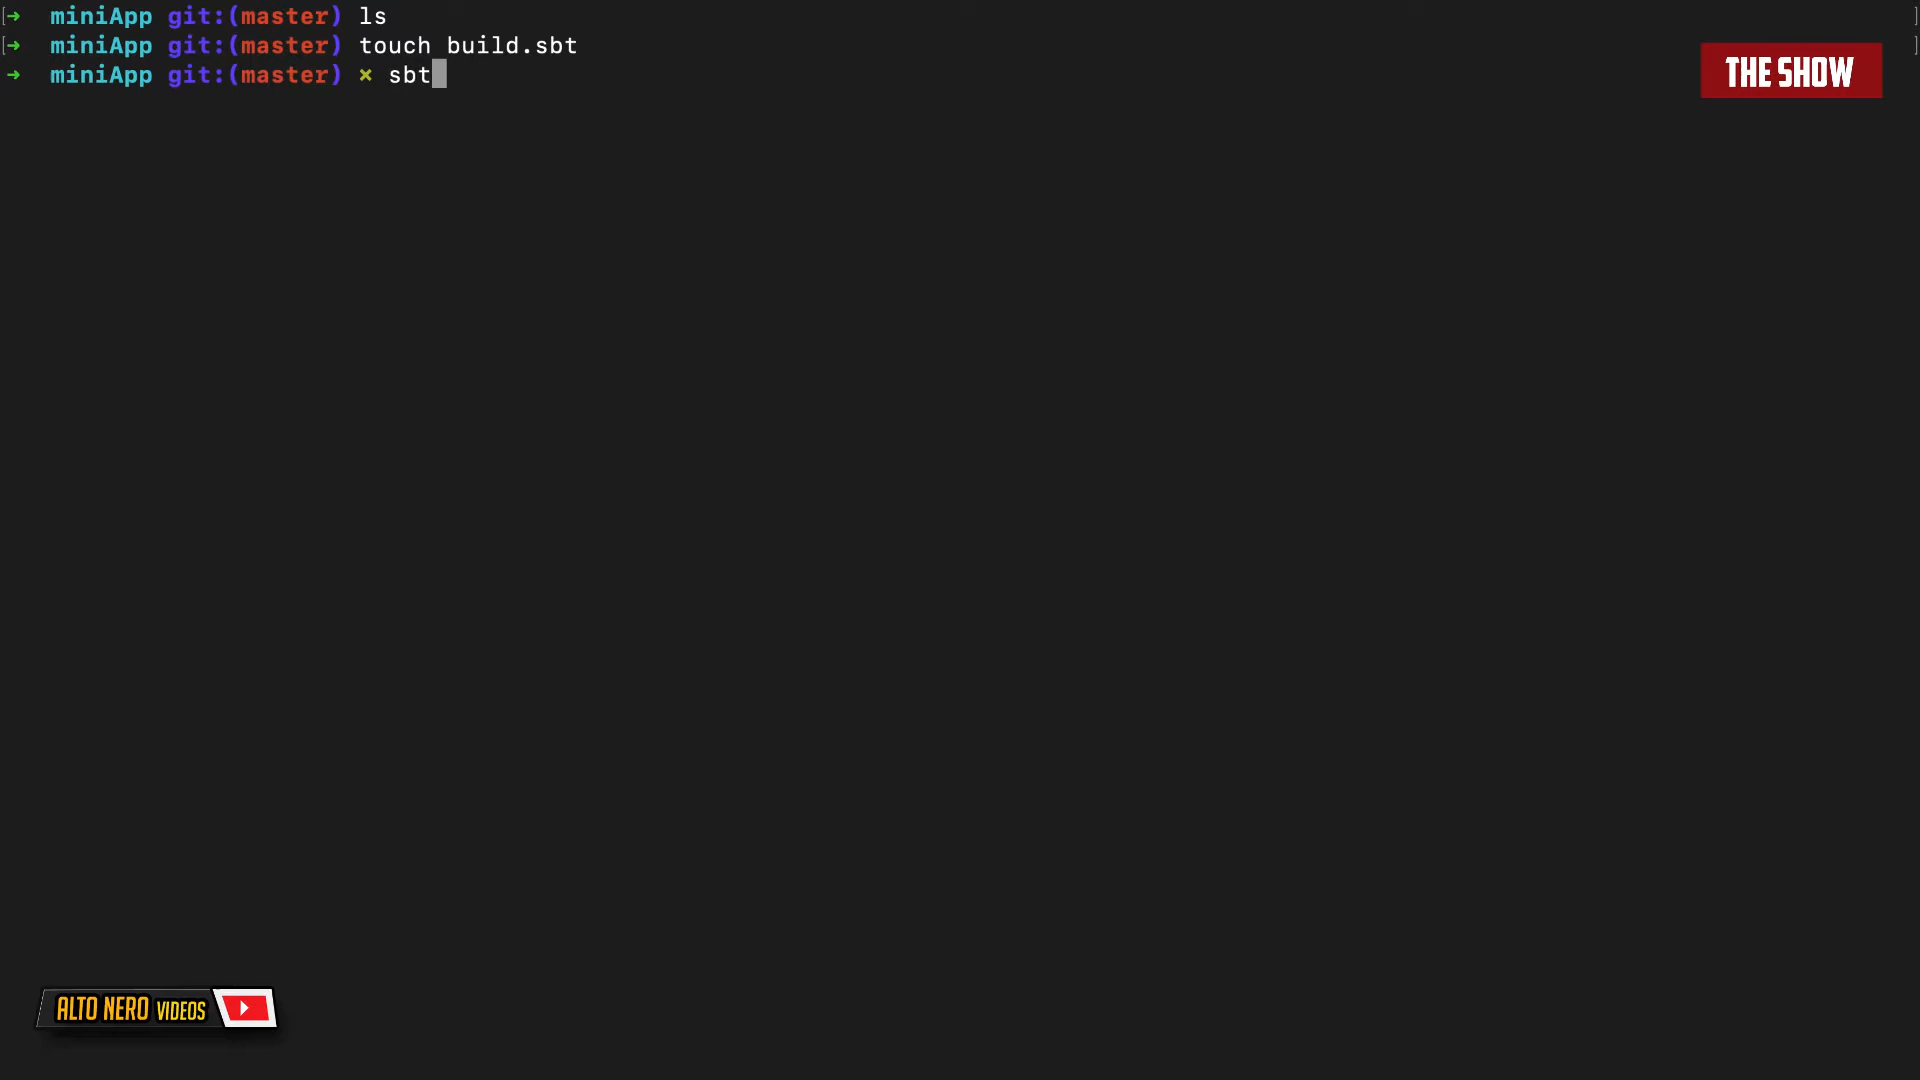 [➜ miniApp git:(master) ls ]
[➜ miniApp git:(master) touch build.sbt ]
➜ miniApp git:(master) × sbt
THE SHOW
ALTO NERO VIDEOS